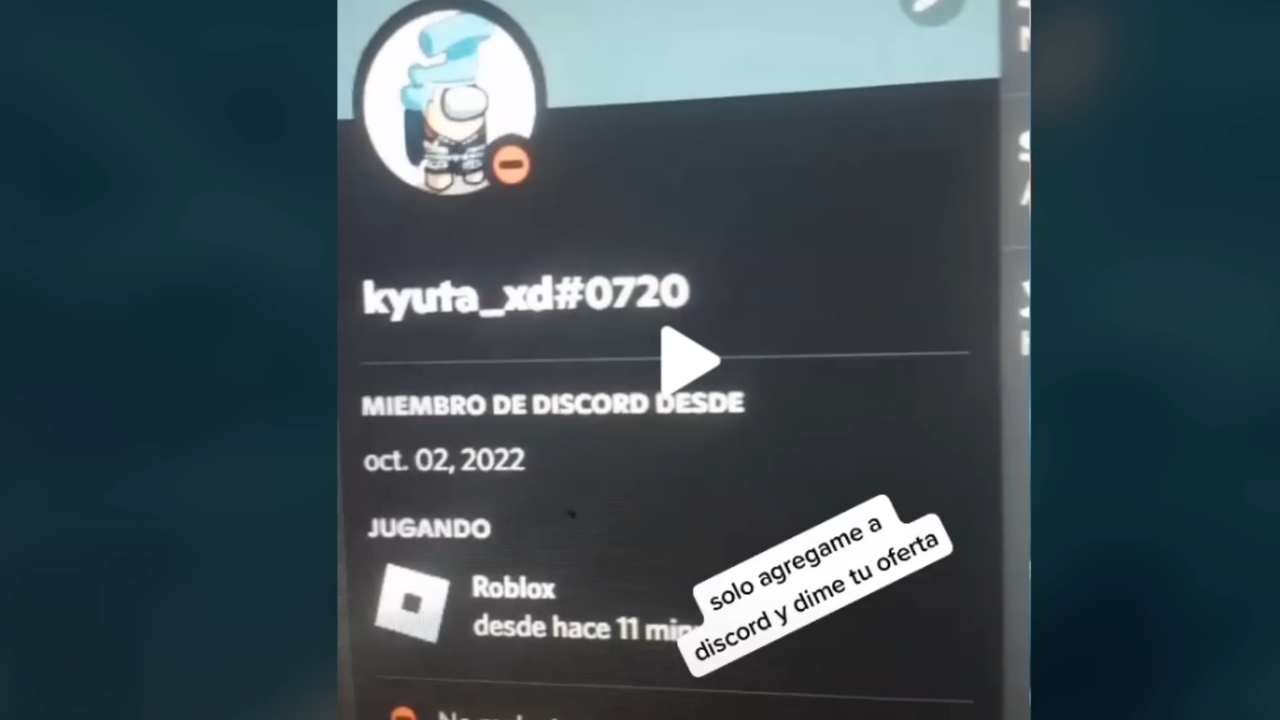 kyuta_xd#0720
MIEMBRO DE DISCORD DESDE
oct. 02, 2022
JUGANDO
Roblox
desde hace 11
solo agregame a
discord y dime tu oferta